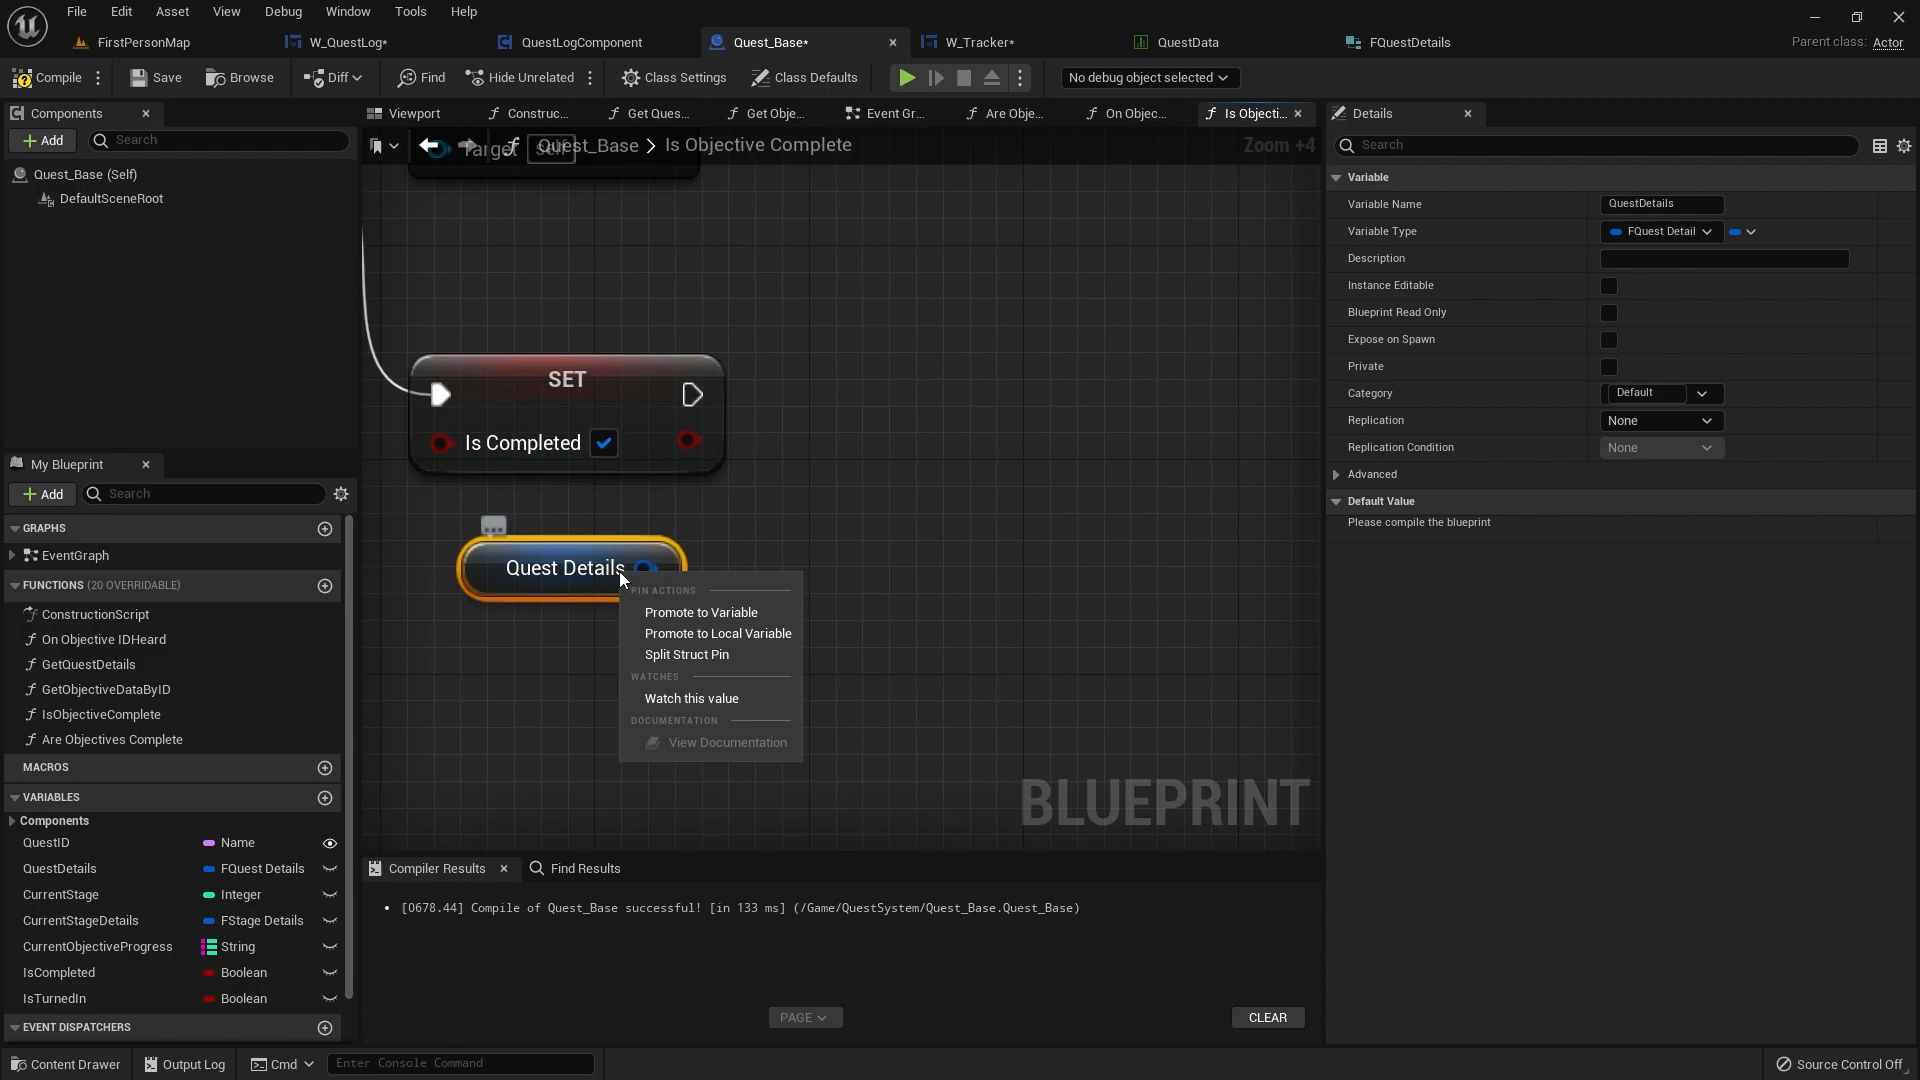 File Edit Asset View Debug Window Tools Help
FirstPersonMap W_QuestLog* QuestLogComponent Quest_Base* W_Tracker* QuestData FQuestDetails Parent class: Actor
Compile Save Browse Diff Find Hide Unrelated Class Settings Class Defaults No debug object selected
Components
Add Search
Quest_Base (Self)
DefaultSceneRoot
Viewport Construc... Get Ques... Get Obje... Event Gr... Are Obje... On Objec... Is Objecti...
Target self
Quest_Base > Is Objective Complete Zoom +4
SET
Is Completed
Quest Details
PIN ACTIONS
Promote to Variable
Promote to Local Variable
Split Struct Pin
WATCHES
Watch this value
DOCUMENTATION
View Documentation
BLUEPRINT
My Blueprint
Add Search
GRAPHS
EventGraph
FUNCTIONS (20 OVERRIDABLE)
ConstructionScript
On Objective IDHeard
GetQuestDetails
GetObjectiveDataByID
IsObjectiveComplete
Are Objectives Complete
MACROS
VARIABLES
Components
QuestID Name
QuestDetails FQuest Details
CurrentStage Integer
CurrentStageDetails FStage Details
CurrentObjectiveProgress String
IsCompleted Boolean
IsTurnedIn Boolean
EVENT DISPATCHERS
Compiler Results Find Results
[0678.44] Compile of Quest_Base successful! [in 133 ms] (/Game/QuestSystem/Quest_Base.Quest_Base)
PAGE CLEAR
Details
Search
Variable
Variable Name QuestDetails
Variable Type FQuest Detail
Description
Instance Editable
Blueprint Read Only
Expose on Spawn
Private
Category Default
Replication None
Replication Condition None
Advanced
Default Value
Please compile the blueprint
Content Drawer Output Log Cmd Enter Console Command Source Control Off